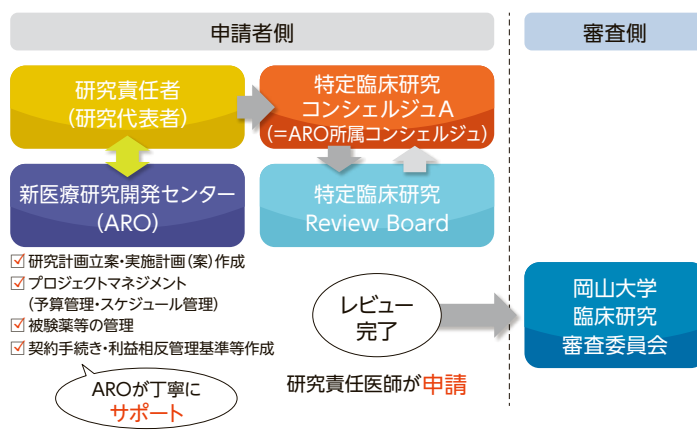 申請者側
審査側
研究責任者
(研究代表者)
特定臨床研究
コンシェルジュA
(=ARO所属コンシェルジュ)
新医療研究開発センター
(ARO)
特定臨床研究
Review Board
研究計画立案・実施計画(案)作成
プロジェクトマネジメント
(予算管理・スケジュール管理)
被験薬等の管理
契約手続き・利益相反管理基準等作成
AROが丁寧に
サポート
レビュー
完了
研究責任医師が申請
岡山大学
臨床研究
審査委員会